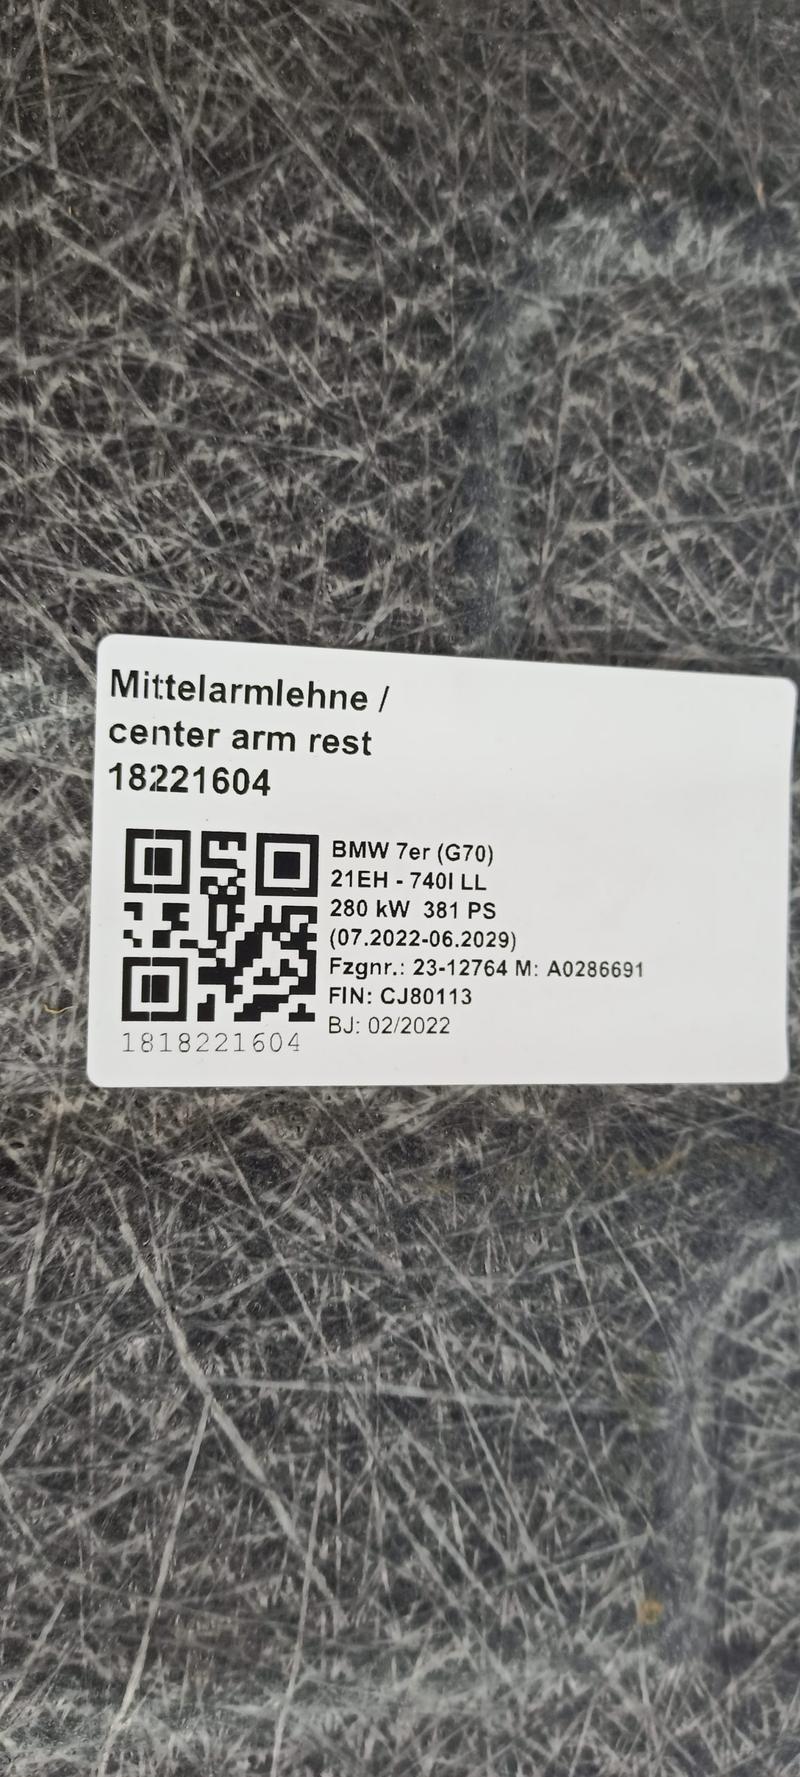 Mittelarmlehne /
center arm rest
18221604
BMW 7er (G70)
21EH - 740I LL
280 kW 381 PS
(07.2022-06.2029)
Fzgnr.: 23-12764 M: A0286691
FIN: CJ80113
BJ: 02/2022
1818221604